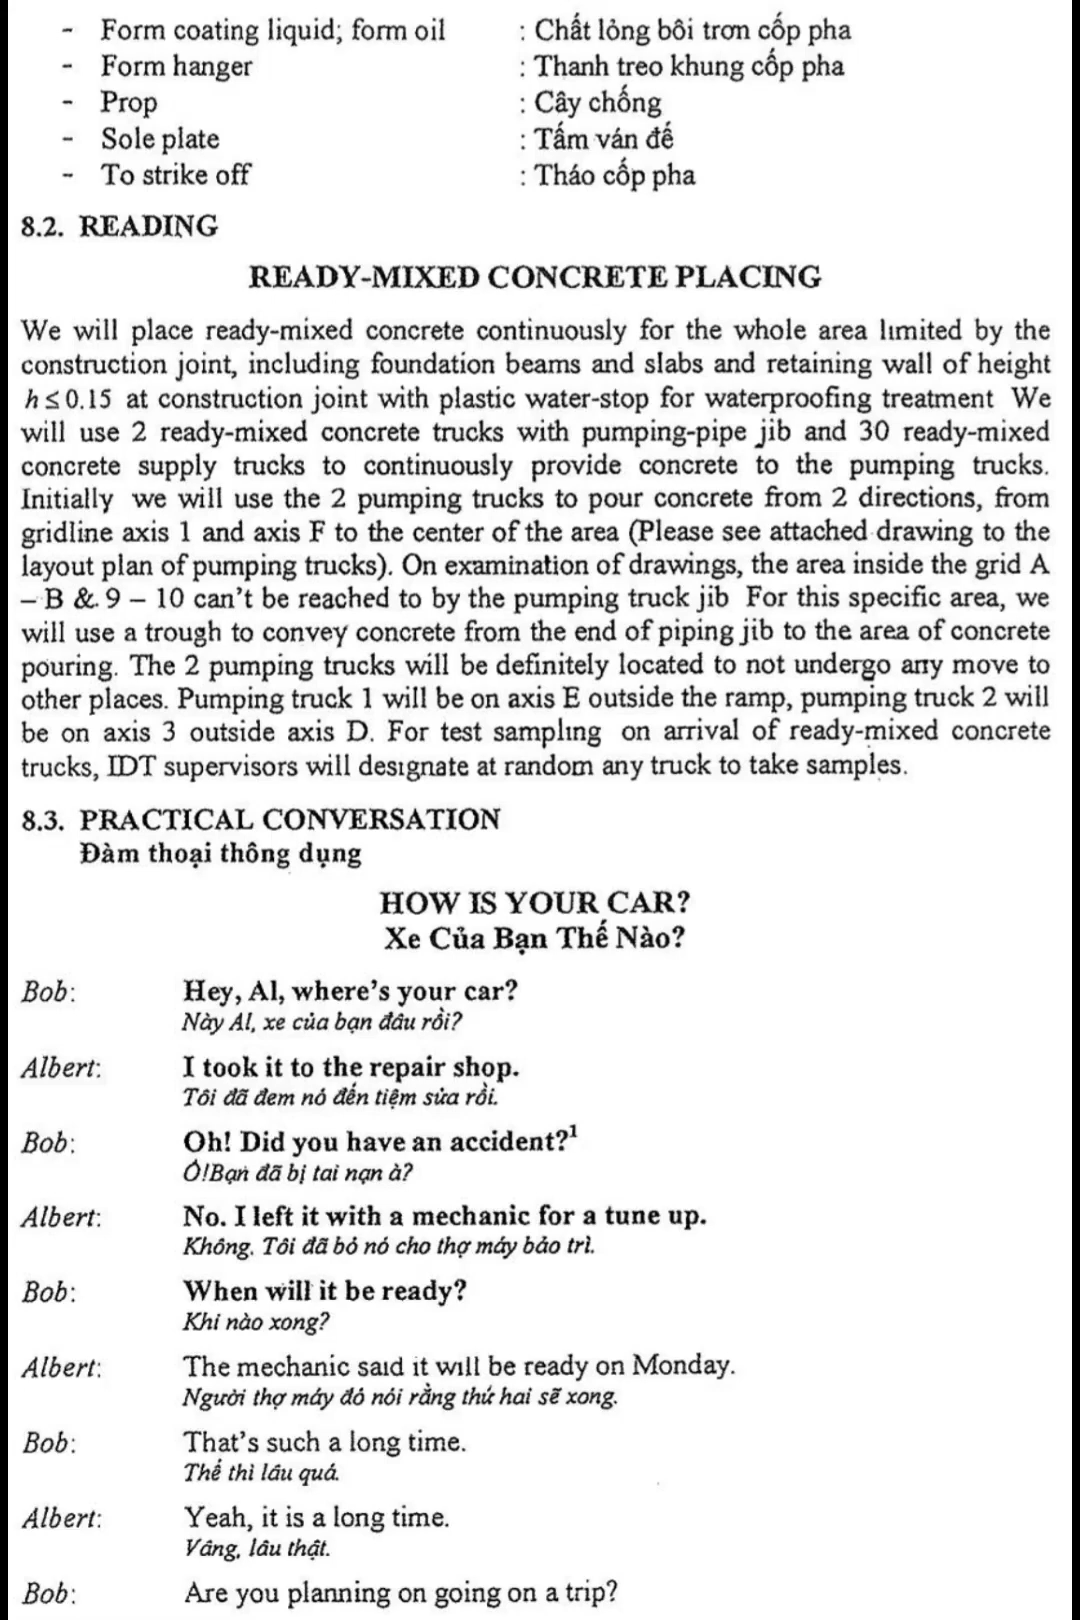 - Form coating liquid; form oil : Chất lỏng bôi trơn cốp pha
- Form hanger : Thanh treo khung cốp pha
- Prop : Cây chống
- Sole plate : Tấm ván đế
- To strike off : Tháo cốp pha
8.2. READING
READY-MIXED CONCRETE PLACING
We will place ready-mixed concrete continuously for the whole area limited by the
construction joint, including foundation beams and slabs and retaining wall of height
h ≤ 0.15 at construction joint with plastic water-stop for waterproofing treatment We
will use 2 ready-mixed concrete trucks with pumping-pipe jib and 30 ready-mixed
concrete supply trucks to continuously provide concrete to the pumping trucks.
Initially we will use the 2 pumping trucks to pour concrete from 2 directions, from
gridline axis 1 and axis F to the center of the area (Please see attached drawing to the
layout plan of pumping trucks). On examination of drawings, the area inside the grid A
– B & 9 – 10 can't be reached to by the pumping truck jib For this specific area, we
will use a trough to convey concrete from the end of piping jib to the area of concrete
pouring. The 2 pumping trucks will be definitely located to not undergo any move to
other places. Pumping truck 1 will be on axis E outside the ramp, pumping truck 2 will
be on axis 3 outside axis D. For test sampling on arrival of ready-mixed concrete
trucks, IDT supervisors will designate at random any truck to take samples.
8.3. PRACTICAL CONVERSATION
Đàm thoại thông dụng
HOW IS YOUR CAR?
Xe Của Bạn Thế Nào?
Bob: Hey, Al, where's your car?
Này Al, xe của bạn đâu rồi?
Albert: I took it to the repair shop.
Tôi đã đem nó đến tiệm sửa rồi.
Bob: Oh! Did you have an accident?¹
Ồ!Bạn đã bị tai nạn à?
Albert: No. I left it with a mechanic for a tune up.
Không. Tôi đã bỏ nó cho thợ máy bảo trì.
Bob: When will it be ready?
Khi nào xong?
Albert: The mechanic said it will be ready on Monday.
Người thợ máy đó nói rằng thứ hai sẽ xong.
Bob: That's such a long time.
Thế thì lâu quá.
Albert: Yeah, it is a long time.
Vâng, lâu thật.
Bob: Are you planning on going on a trip?